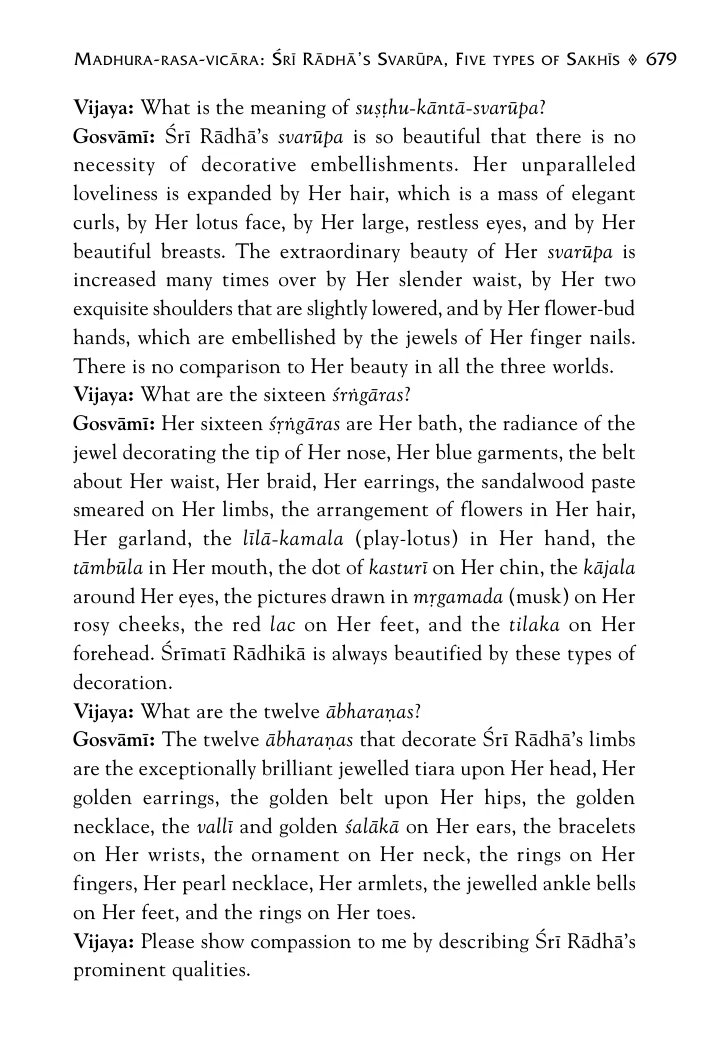 Madhura-rasa-vicāra: Śrī Rādhā's Svarūpa, Five types of Sakhīs ◊ 679
Vijaya: What is the meaning of suṣṭhu-kāntā-svarūpa?
Gosvāmī: Śrī Rādhā's svarūpa is so beautiful that there is no
necessity of decorative embellishments. Her unparalleled
loveliness is expanded by Her hair, which is a mass of elegant
curls, by Her lotus face, by Her large, restless eyes, and by Her
beautiful breasts. The extraordinary beauty of Her svarūpa is
increased many times over by Her slender waist, by Her two
exquisite shoulders that are slightly lowered, and by Her flower-bud
hands, which are embellished by the jewels of Her finger nails.
There is no comparison to Her beauty in all the three worlds.
Vijaya: What are the sixteen śrṅgāras?
Gosvāmī: Her sixteen śṛṅgāras are Her bath, the radiance of the
jewel decorating the tip of Her nose, Her blue garments, the belt
about Her waist, Her braid, Her earrings, the sandalwood paste
smeared on Her limbs, the arrangement of flowers in Her hair,
Her garland, the līlā-kamala (play-lotus) in Her hand, the
tāmbūla in Her mouth, the dot of kasturī on Her chin, the kājala
around Her eyes, the pictures drawn in mṛgamada (musk) on Her
rosy cheeks, the red lac on Her feet, and the tilaka on Her
forehead. Śrīmatī Rādhikā is always beautified by these types of
decoration.
Vijaya: What are the twelve ābharaṇas?
Gosvāmī: The twelve ābharaṇas that decorate Śrī Rādhā's limbs
are the exceptionally brilliant jewelled tiara upon Her head, Her
golden earrings, the golden belt upon Her hips, the golden
necklace, the vallī and golden śalākā on Her ears, the bracelets
on Her wrists, the ornament on Her neck, the rings on Her
fingers, Her pearl necklace, Her armlets, the jewelled ankle bells
on Her feet, and the rings on Her toes.
Vijaya: Please show compassion to me by describing Śrī Rādhā's
prominent qualities.